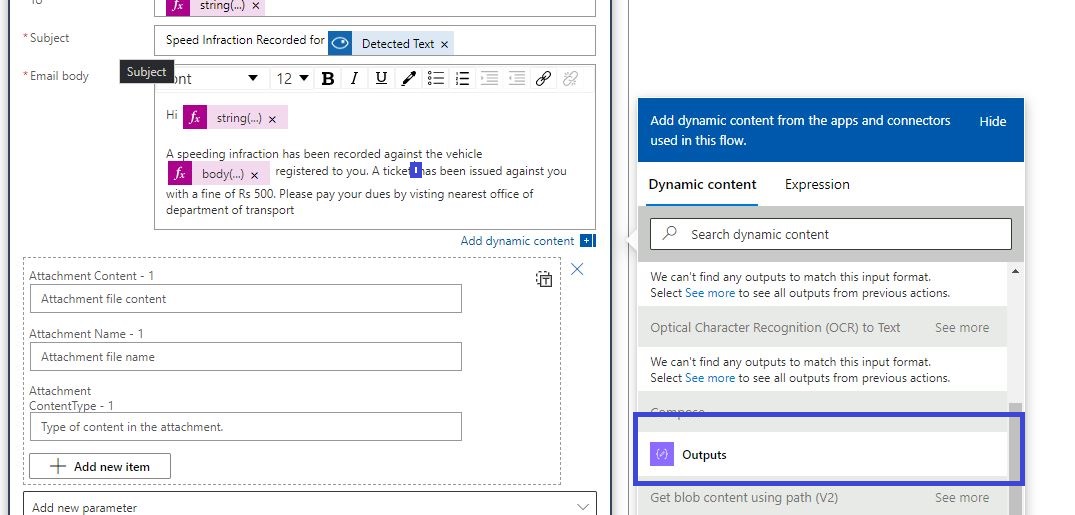 To
fx string(...) ×
* Subject
Speed Infraction Recorded for Detected Text ×
* Email body
Subject
12 B I U
Hi fx string(...) ×
A speeding infraction has been recorded against the vehicle
fx body(...) × registered to you. A ticket has been issued against you
with a fine of Rs 500. Please pay your dues by visting nearest office of
department of transport
Add dynamic content +
Attachment Content - 1
Attachment file content
Attachment Name - 1
Attachment file name
Attachment
ContentType - 1
Type of content in the attachment.
Add new item
Add new parameter
Add dynamic content from the apps and connectors
used in this flow.
Hide
Dynamic content Expression
Search dynamic content
We can't find any outputs to match this input format.
Select See more to see all outputs from previous actions.
Optical Character Recognition (OCR) to Text See more
We can't find any outputs to match this input format.
Select See more to see all outputs from previous actions.
Compose
Outputs
Get blob content using path (V2) See more